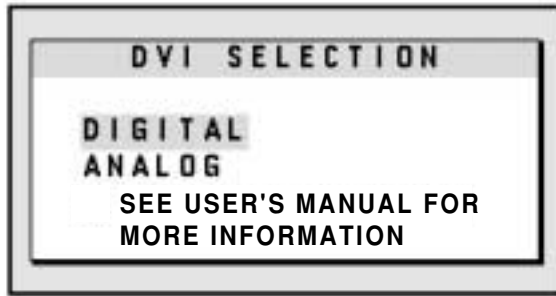 DVI SELECTION
DIGITAL
ANALOG
SEE USER'S MANUAL FOR
MORE INFORMATION